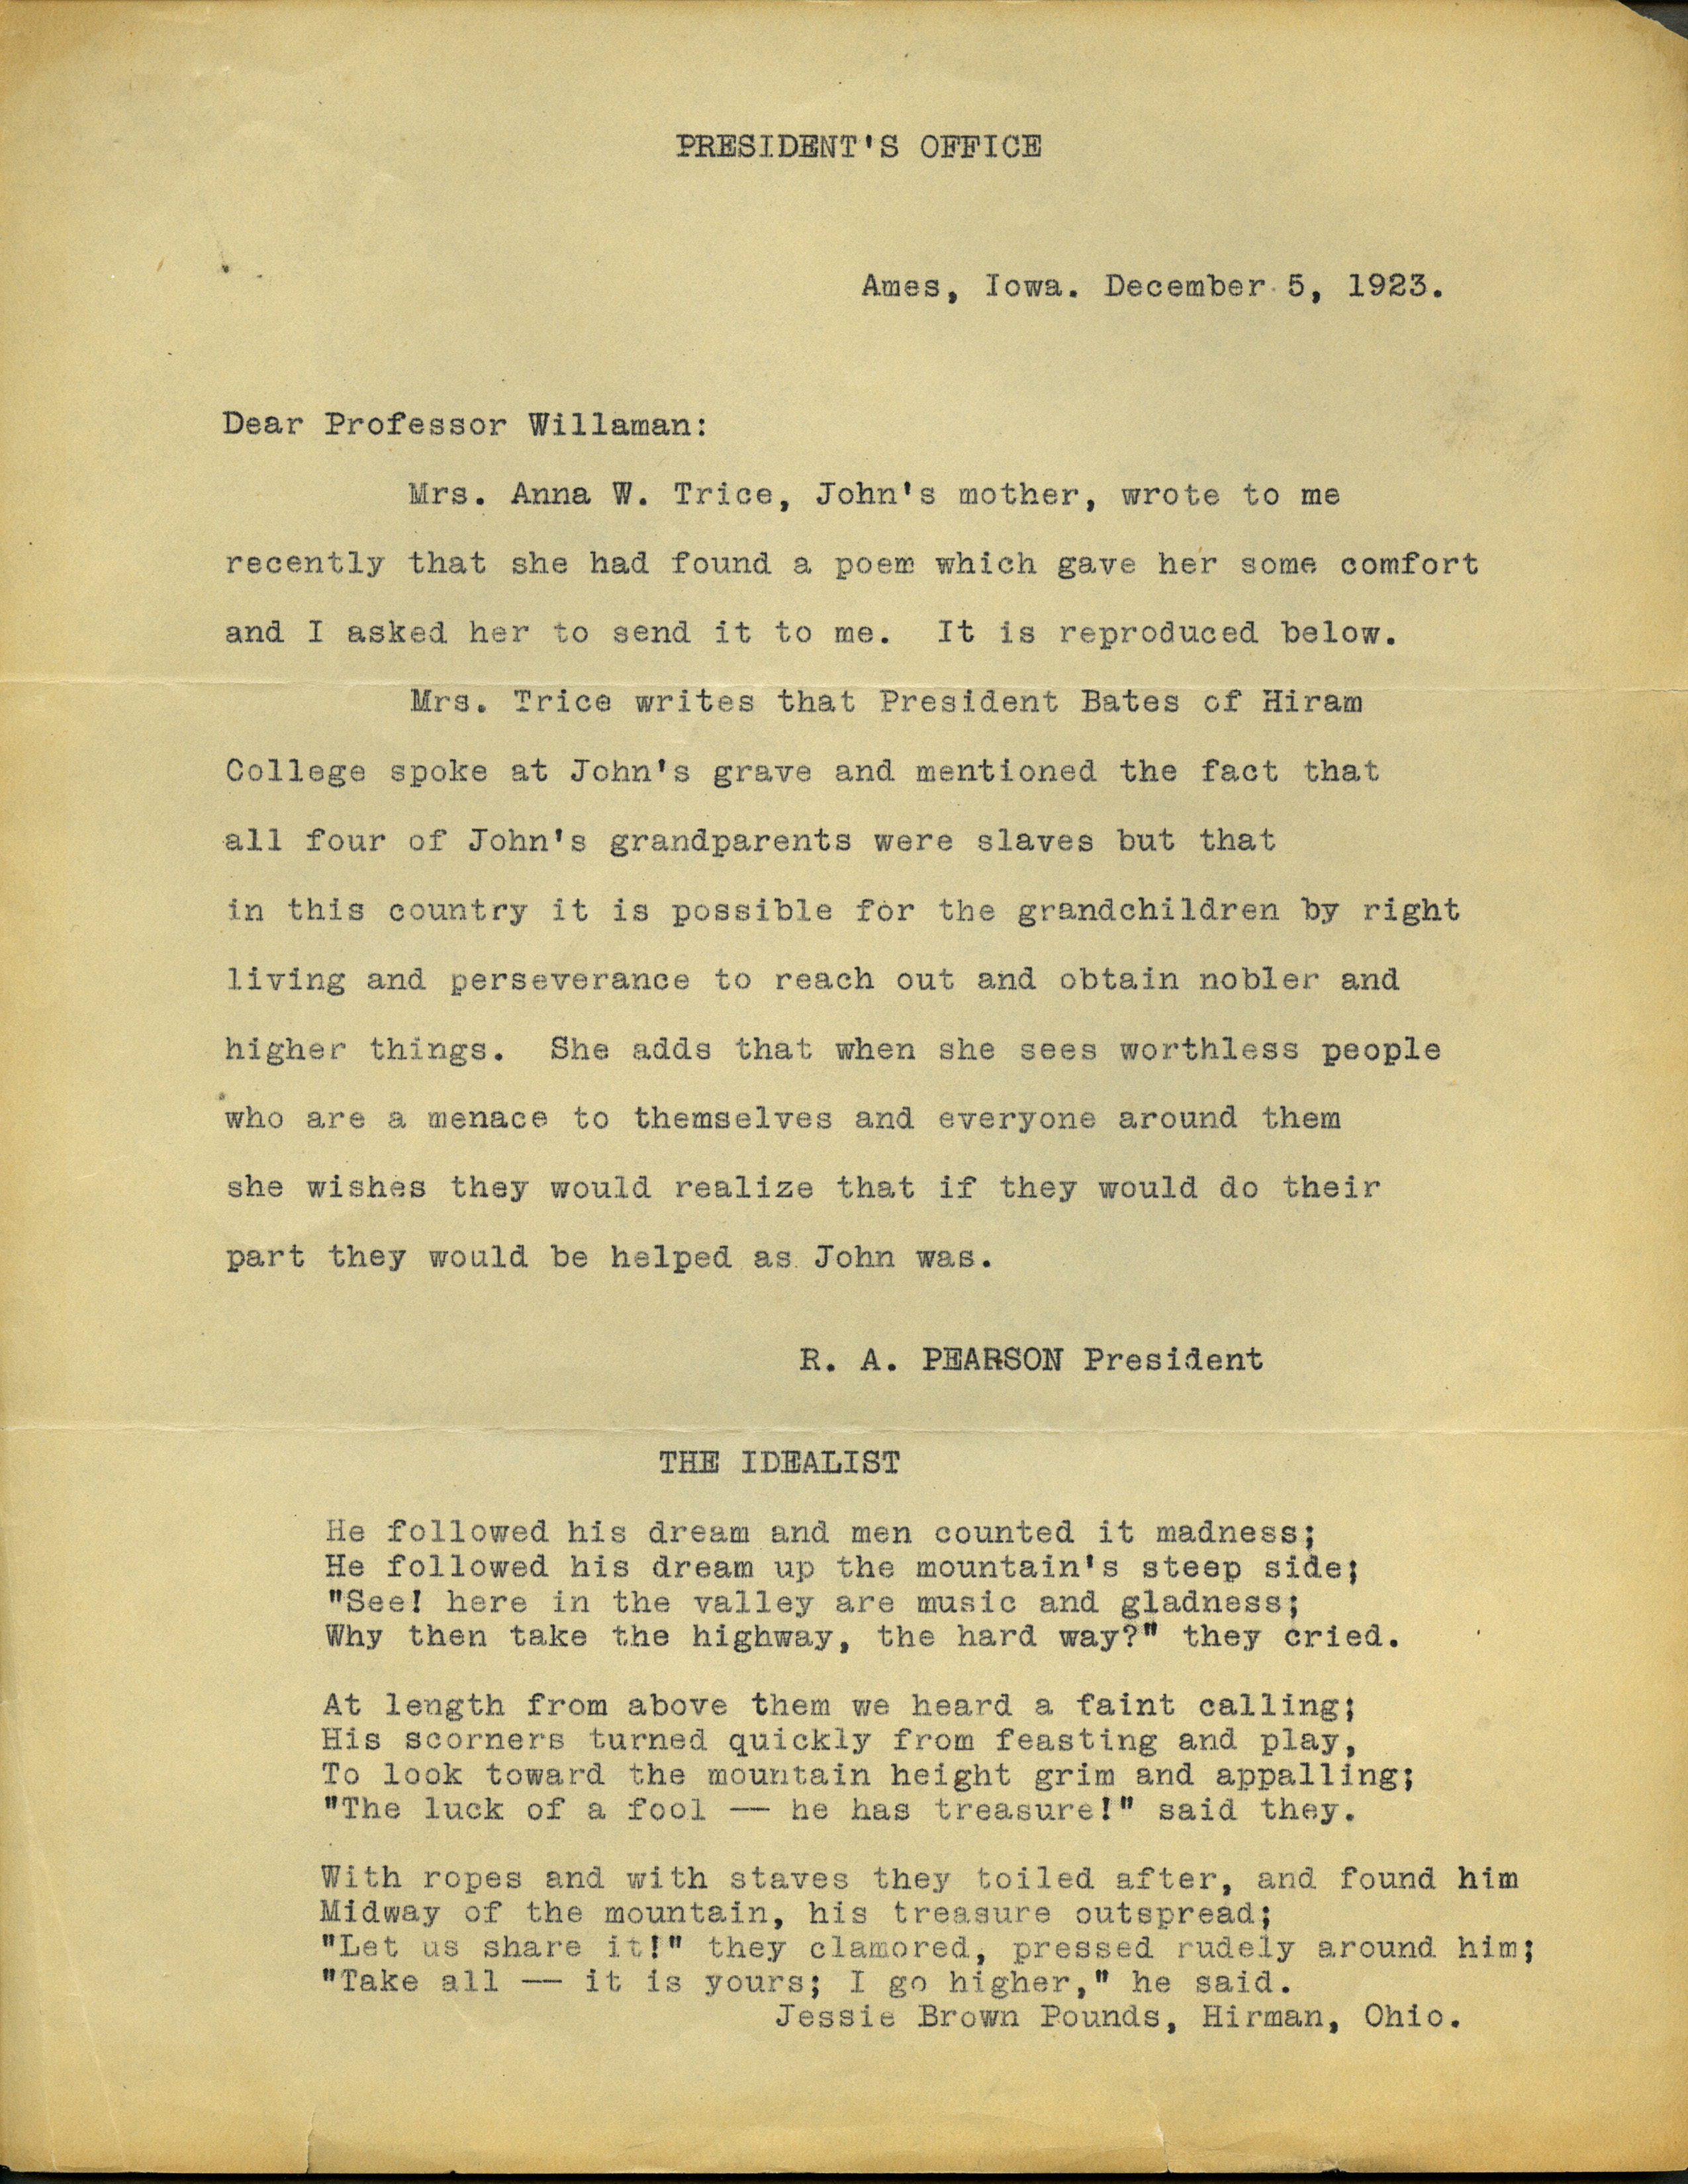 PRESIDENT'S OFFICE
Ames, Iowa. December 5, 1923.
Dear Professor Willaman:
Mrs. Anna W. Trice, John's mother, wrote to me
recently that she had found a poem which gave her some comfort
and I asked her to send it to me.  It is reproduced below.
Mrs. Trice writes that President Bates of Hiram
College spoke at John's grave and mentioned the fact that
all four of John's grandparents were slaves but that
in this country it is possible for the grandchildren by right
living and perseverance to reach out and obtain nobler and
higher things.  She adds that when she sees worthless people
who are a menace to themselves and everyone around them
she wishes they would realize that if they would do their
part they would be helped as John was.
R. A. PEARSON President
THE IDEALIST
He followed his dream and men counted it madness;
He followed his dream up the mountain's steep side;
"See! here in the valley are music and gladness;
Why then take the highway, the hard way?" they cried.
At length from above them we heard a faint calling;
His scorners turned quickly from feasting and play,
To look toward the mountain height grim and appalling;
"The luck of a fool -- he has treasure!" said they.
With ropes and with staves they toiled after, and found him
Midway of the mountain, his treasure outspread;
"Let us share it!" they clamored, pressed rudely around him;
"Take all -- it is yours; I go higher," he said.
Jessie Brown Pounds, Hirman, Ohio.